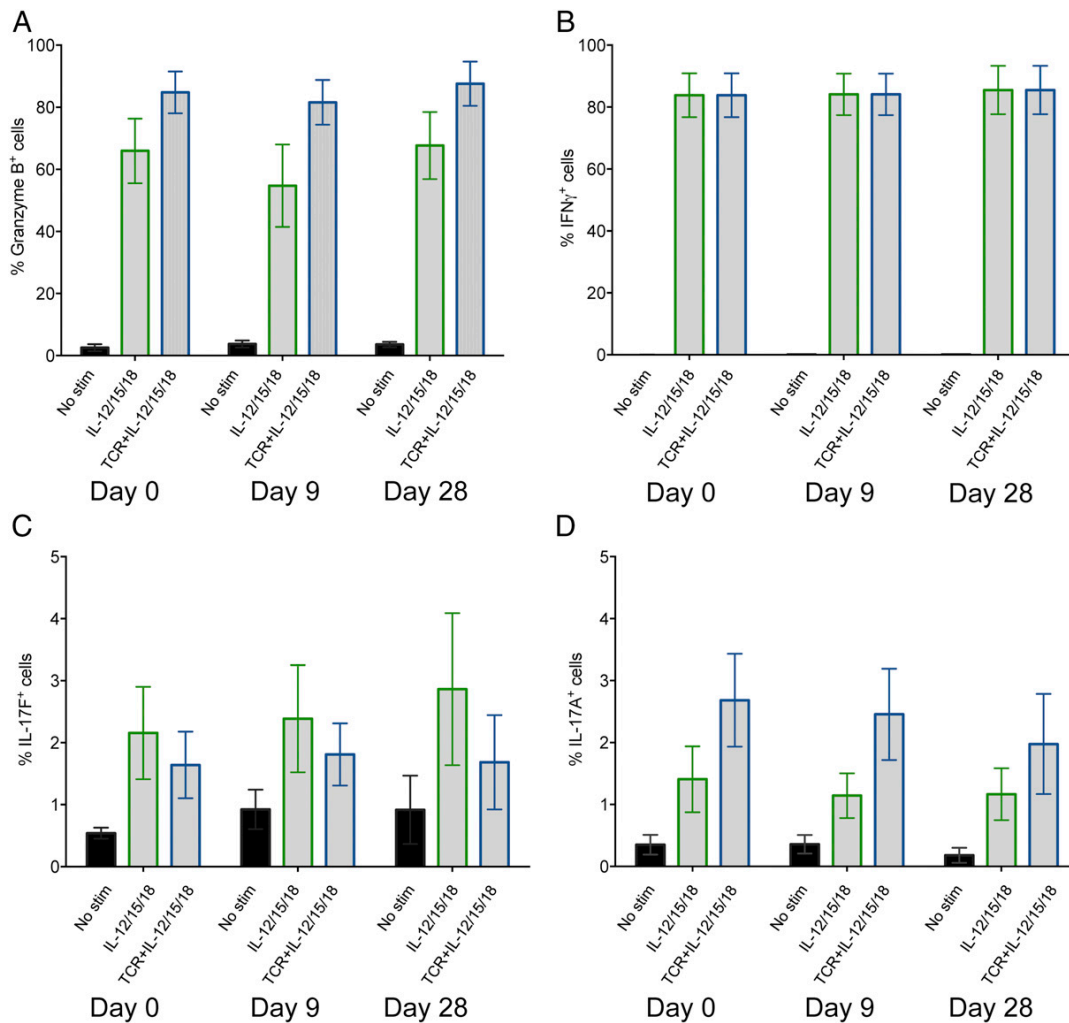 A
% Granzyme B+ cells
100
80
60
40
20
0
No stim
IL-12/15/18
TCR+IL-12/15/18
No stim
IL-12/15/18
TCR+IL-12/15/18
No stim
IL-12/15/18
TCR+IL-12/15/18
Day 0
Day 9
Day 28
B
% IFNγ+ cells
100
80
60
40
20
0
No stim
IL-12/15/18
TCR+IL-12/15/18
No stim
IL-12/15/18
TCR+IL-12/15/18
No stim
IL-12/15/18
TCR+IL-12/15/18
Day 0
Day 9
Day 28
C
% IL-17F+ cells
5
4
3
2
1
0
No stim
IL-12/15/18
TCR+IL-12/15/18
No stim
IL-12/15/18
TCR+IL-12/15/18
No stim
IL-12/15/18
TCR+IL-12/15/18
Day 0
Day 9
Day 28
D
% IL-17A+ cells
5
4
3
2
1
0
No stim
IL-12/15/18
TCR+IL-12/15/18
No stim
IL-12/15/18
TCR+IL-12/15/18
No stim
IL-12/15/18
TCR+IL-12/15/18
Day 0
Day 9
Day 28